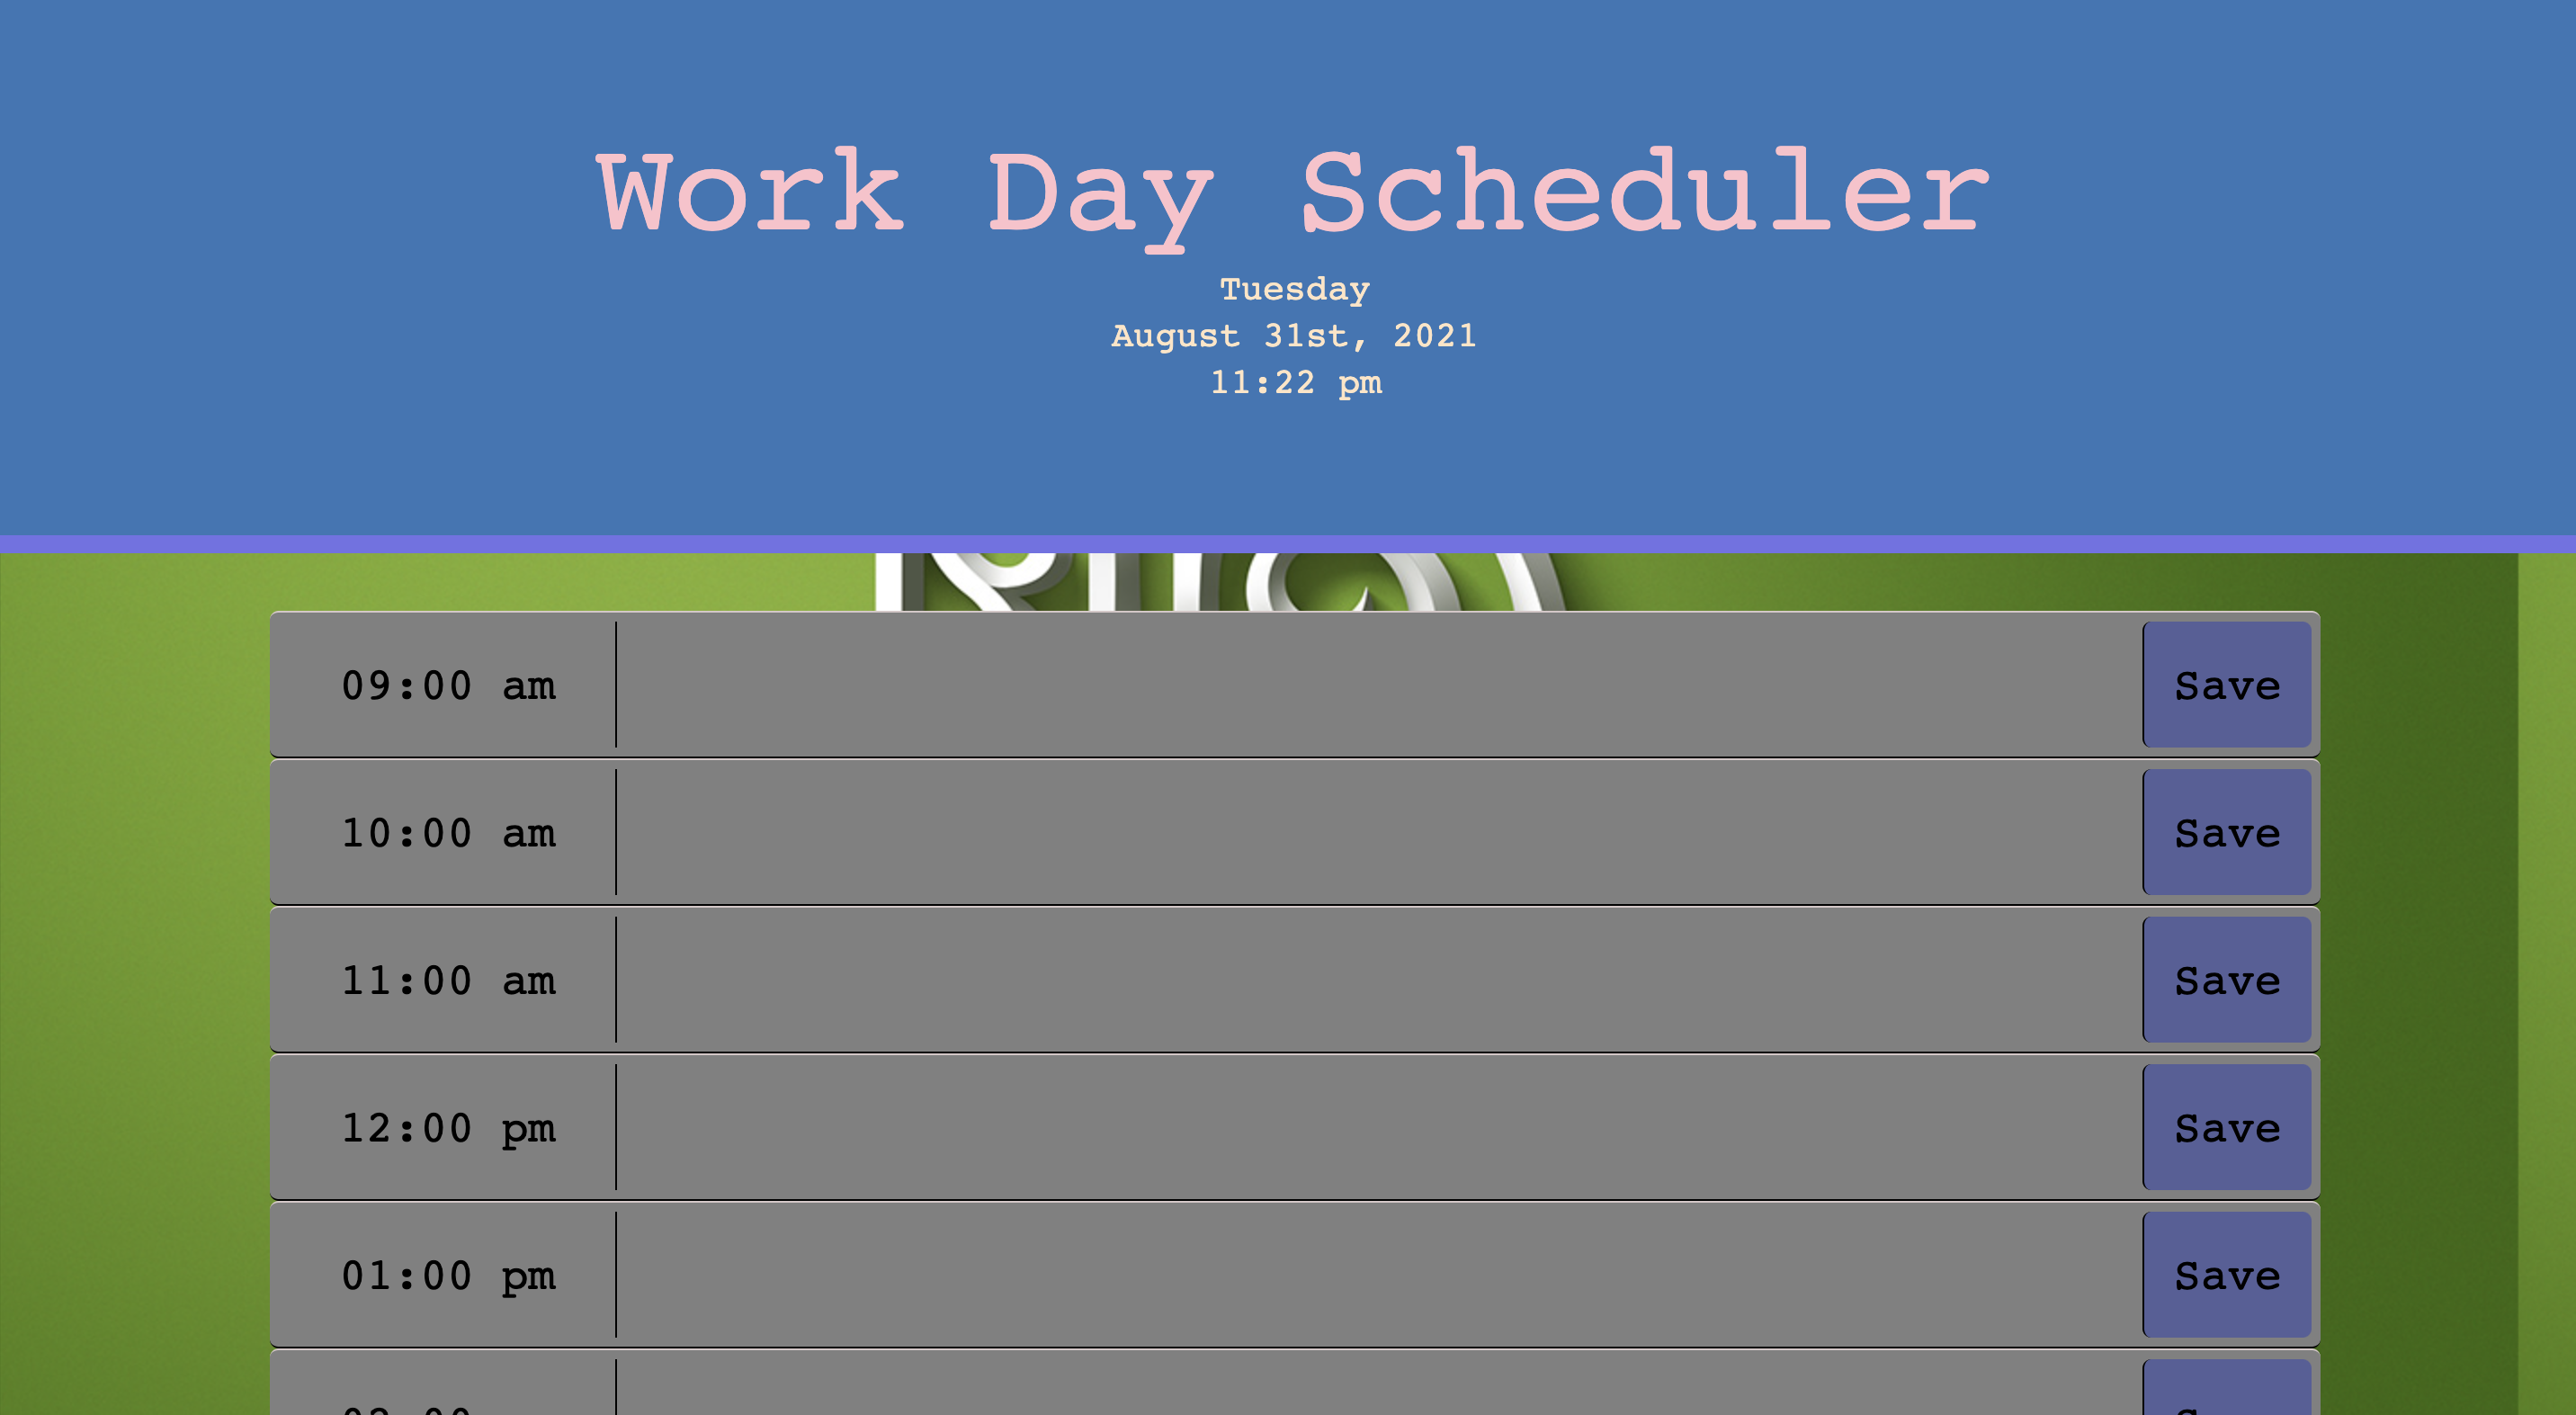 Work Day Scheduler
Tuesday
August 31st, 2021
11:22 pm
09:00 am Save
10:00 am Save
11:00 am Save
12:00 pm Save
01:00 pm Save